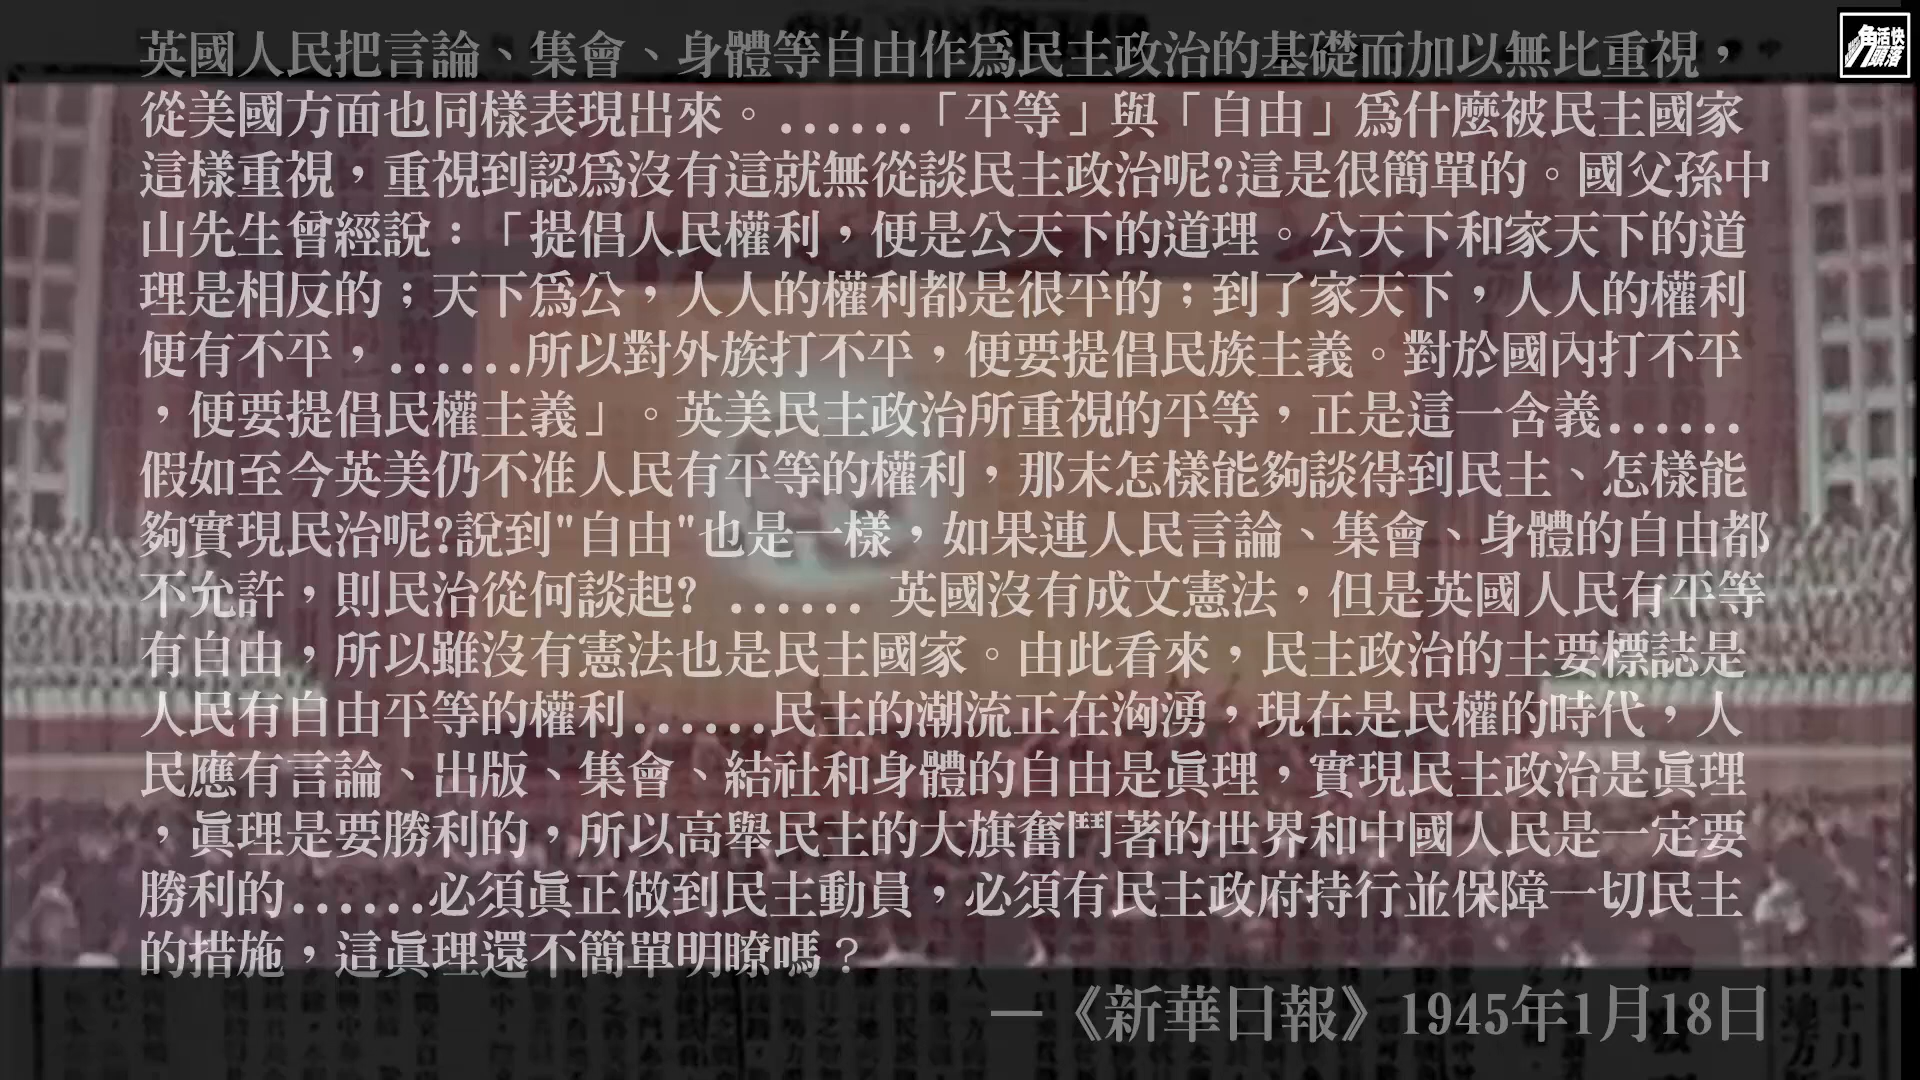 英國人民把言論、集會、身體等自由作爲民主政治的基礎而加以無比重視，
從美國方面也同樣表現出來。......「平等」與「自由」爲什麼被民主國家
這樣重視，重視到認爲沒有這就無從談民主政治呢?這是很簡單的。國父孫中
山先生曾經說：「提倡人民權利，便是公天下的道理。公天下和家天下的道
理是相反的；天下爲公，人人的權利都是很平的；到了家天下，人人的權利
便有不平，......所以對外族打不平，便要提倡民族主義。對於國內打不平
，便要提倡民權主義」。英美民主政治所重視的平等，正是這一含義......
假如至今英美仍不准人民有平等的權利，那末怎樣能夠談得到民主、怎樣能
夠實現民治呢?說到"自由"也是一樣，如果連人民言論、集會、身體的自由都
不允許，則民治從何談起? ...... 英國沒有成文憲法，但是英國人民有平等
有自由，所以雖沒有憲法也是民主國家。由此看來，民主政治的主要標誌是
人民有自由平等的權利......民主的潮流正在洶湧，現在是民權的時代，人
民應有言論、出版、集會、結社和身體的自由是眞理，實現民主政治是眞理
，眞理是要勝利的，所以高舉民主的大旗奮鬥著的世界和中國人民是一定要
勝利的......必須眞正做到民主動員，必須有民主政府持行並保障一切民主
的措施，這眞理還不簡單明瞭嗎？
—《新華日報》1945年1月18日
快活
落頭角